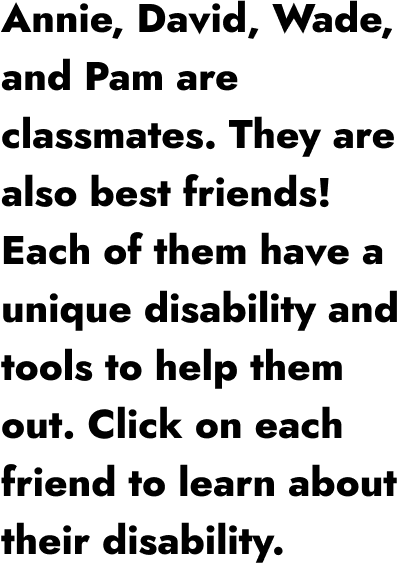 Annie, David, Wade,
and Pam are
classmates. They are
also best friends!
Each of them have a
unique disability and
tools to help them
out. Click on each
friend to learn about
their disability.